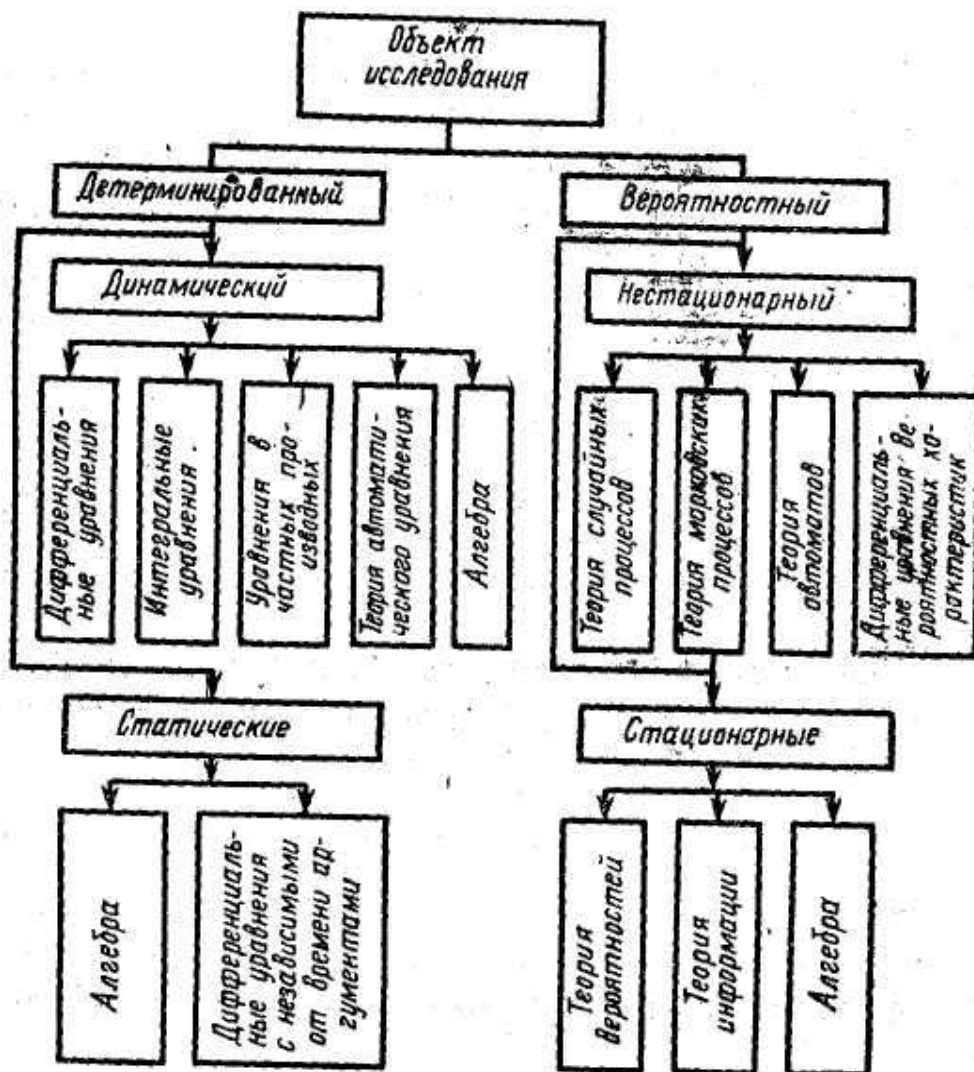 Объект
исследования
Детерминированный
Вероятностный
Динамический
Нестационарный
Дифференциаль-
ные уравнения
Интегральные
уравнения
Уравнения в
частных про-
изводных
Теория автомати-
ческого уравнения
Алгебра
Теория случайных
процессов
Теория марковских
процессов
Теория
автоматов
Дифференциаль-
ные уравнения ве-
роятностных ха-
рактеристик
Статические
Стационарные
Алгебра
Дифференциаль-
ные уравнения
с независимыми
от времени ар-
гументами
Теория
вероятностей
Теория
информации
Алгебра